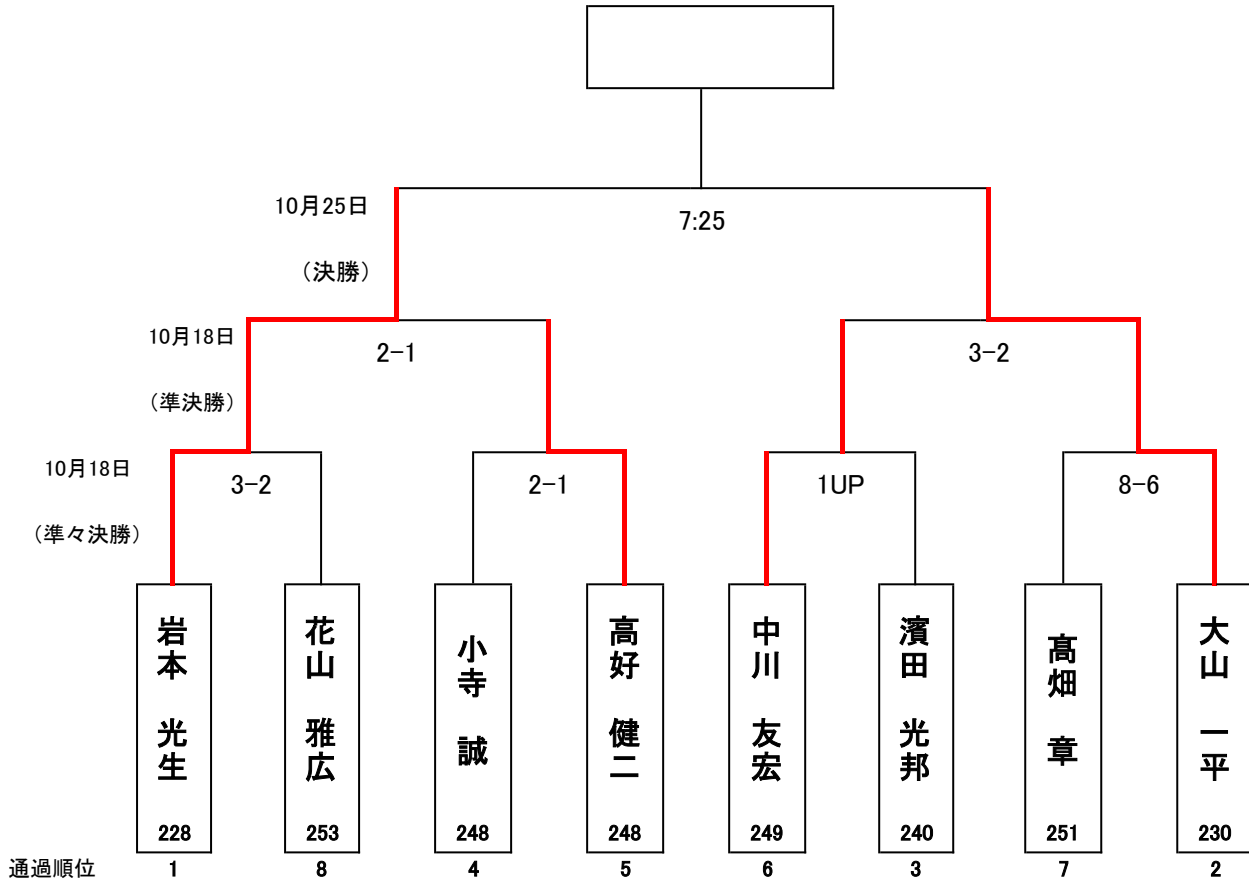 10月25日
7:25
（決勝）
10月18日
2-1
3-2
（準決勝）
10月18日
3-2
2-1
1UP
8-6
（準々決勝）
岩本 光生
花山 雅広
小寺 誠
高好 健二
中川 友宏
濱田 光邦
髙畑 章
大山 一平
228 253 248 248 249 240 251 230
通過順位 1 8 4 5 6 3 7 2